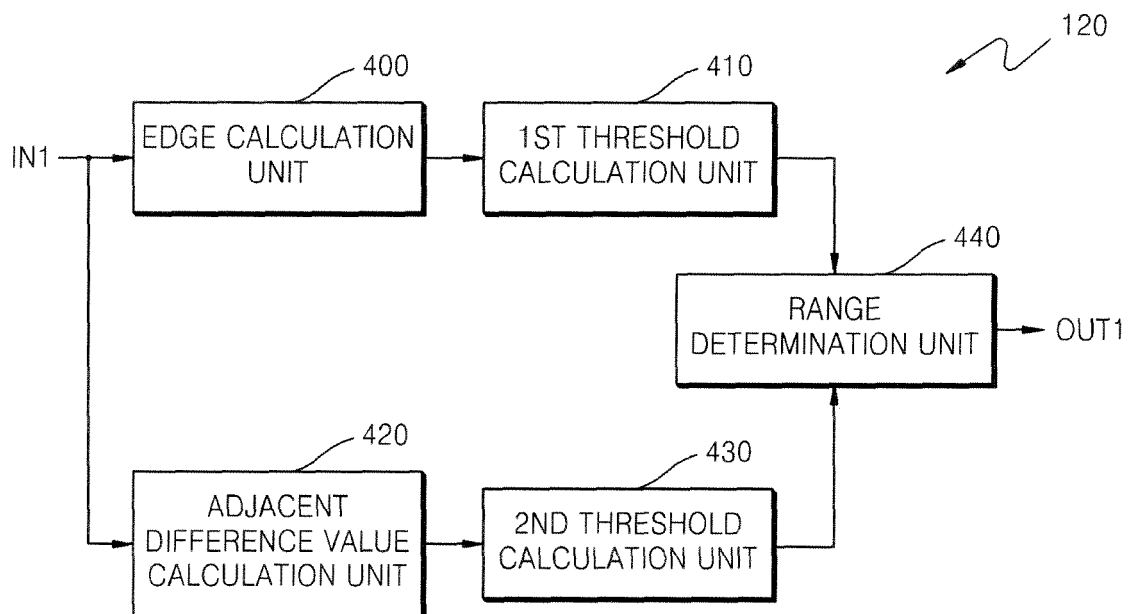 120
400
410
EDGE CALCULATION
UNIT
1ST THRESHOLD
CALCULATION UNIT
IN1
440
RANGE
DETERMINATION UNIT
OUT1
420
430
ADJACENT
DIFFERENCE VALUE
CALCULATION UNIT
2ND THRESHOLD
CALCULATION UNIT